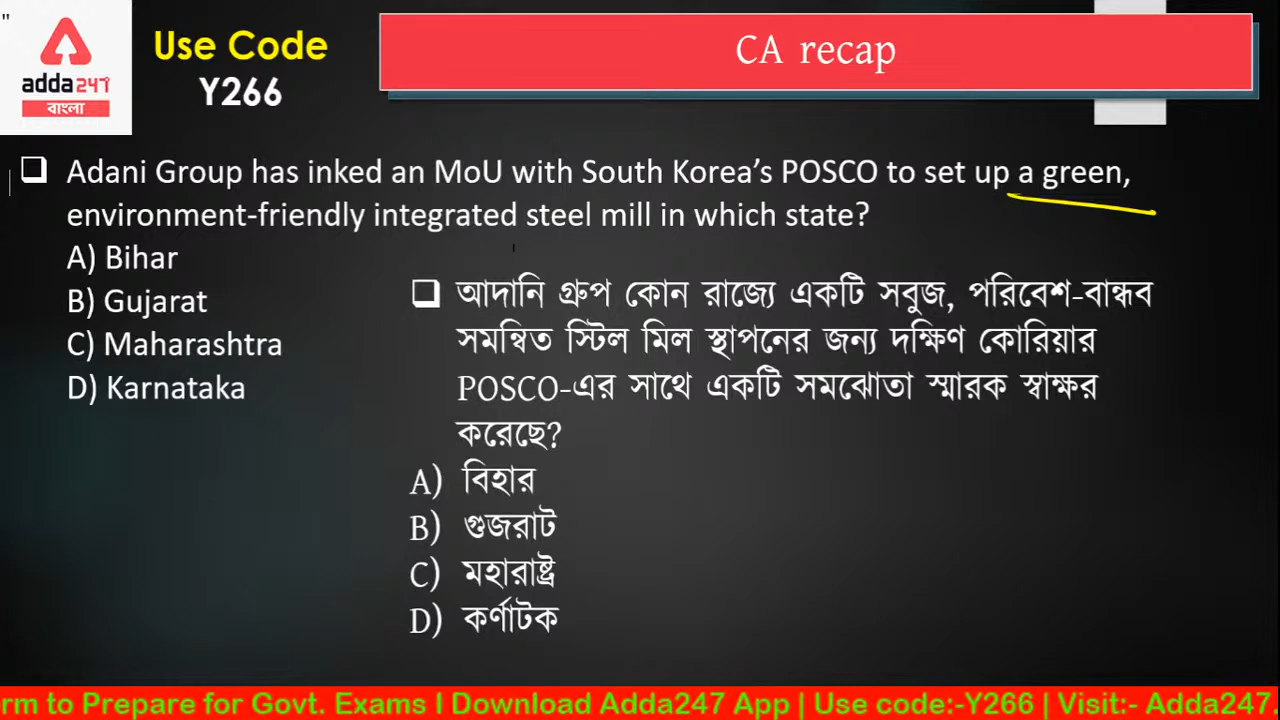 "
adda247
বাংলা
Use Code
Y266
CA recap
Adani Group has inked an MoU with South Korea’s POSCO to set up a green,
environment-friendly integrated steel mill in which state?
A) Bihar
B) Gujarat
C) Maharashtra
D) Karnataka
আদানি গ্রুপ কোন রাজ্যে একটি সবুজ, পরিবেশ-বান্ধব
সমন্বিত স্টিল মিল স্থাপনের জন্য দক্ষিণ কোরিয়ার
POSCO-এর সাথে একটি সমঝোতা স্মারক স্বাক্ষর
করেছে?
A) বিহার
B) গুজরাট
C) মহারাষ্ট্র
D) কর্ণাটক
rm to Prepare for Govt. Exams I Download Adda247 App | Use code:-Y266 | Visit:- Adda247.